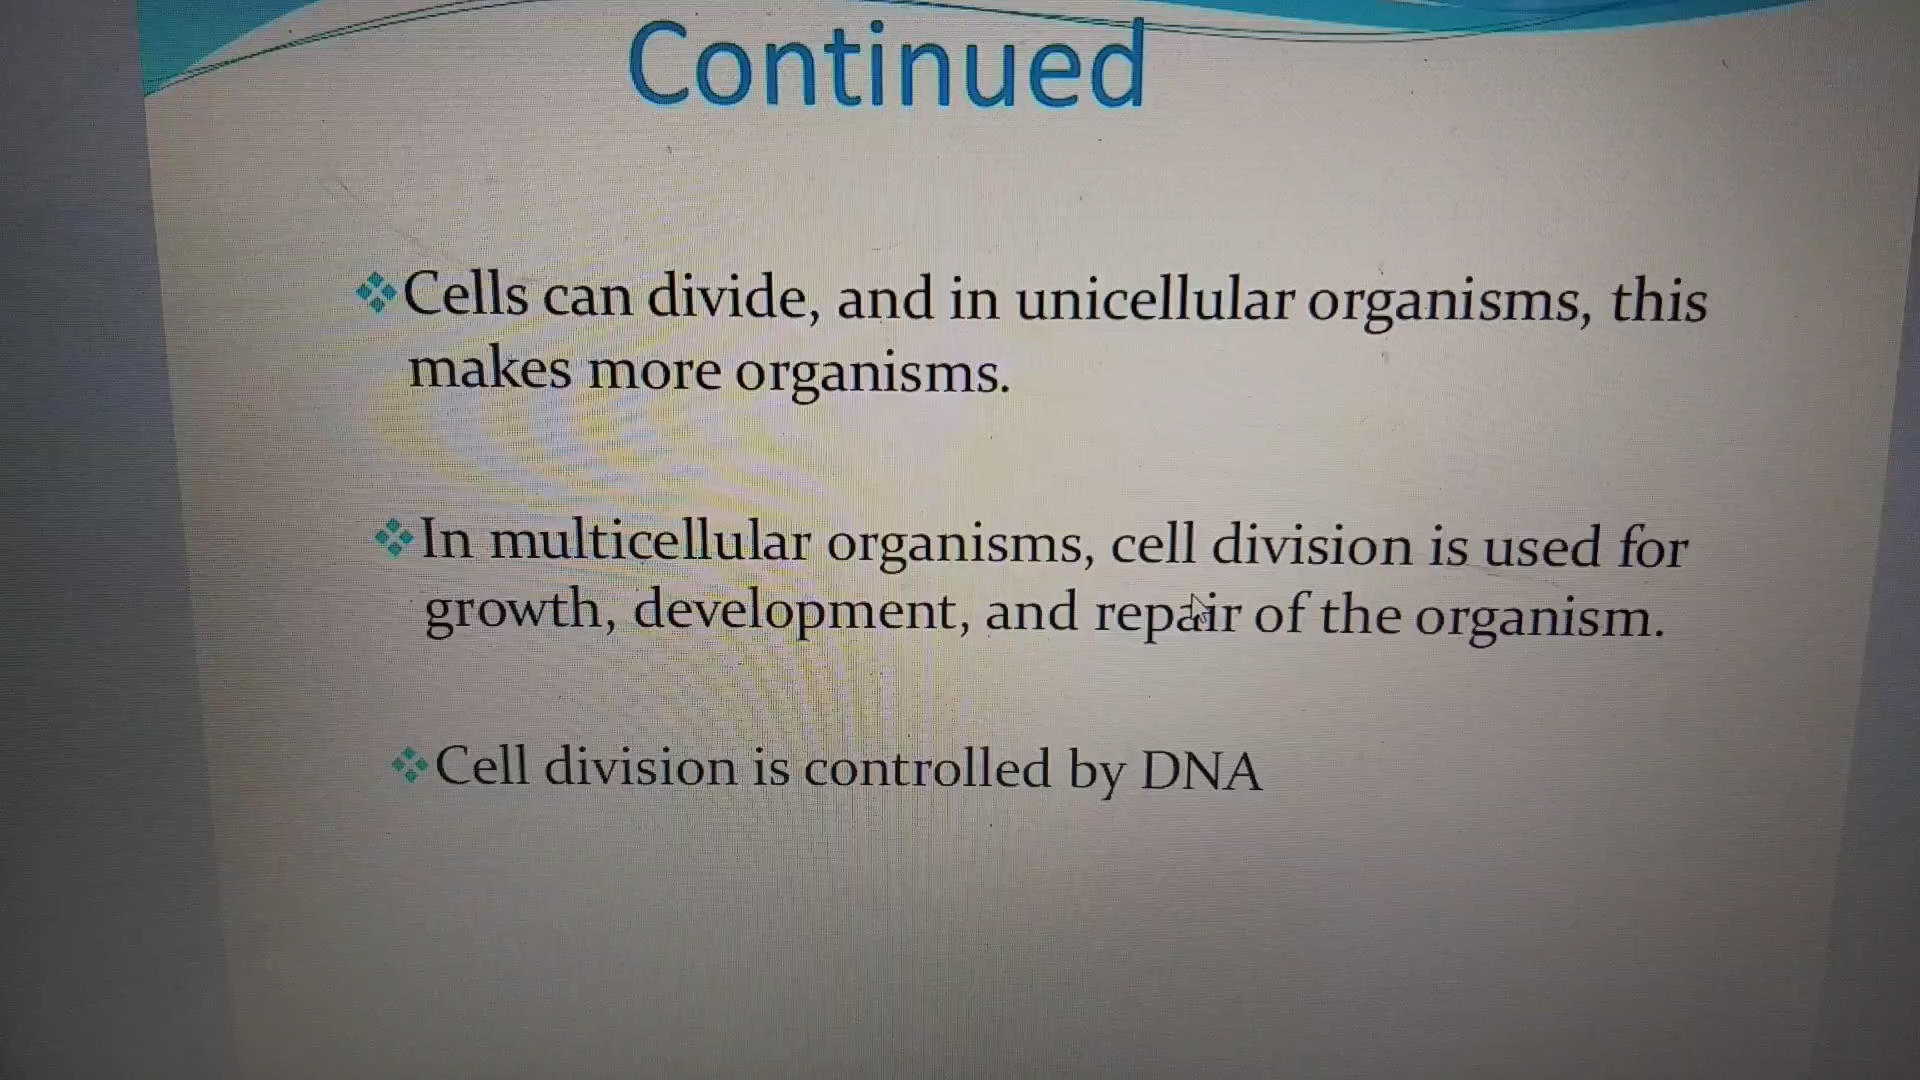 Continued
Cells can divide, and in unicellular organisms, this
makes more organisms.
In multicellular organisms, cell division is used for
growth, development, and repair of the organism.
Cell division is controlled by DNA